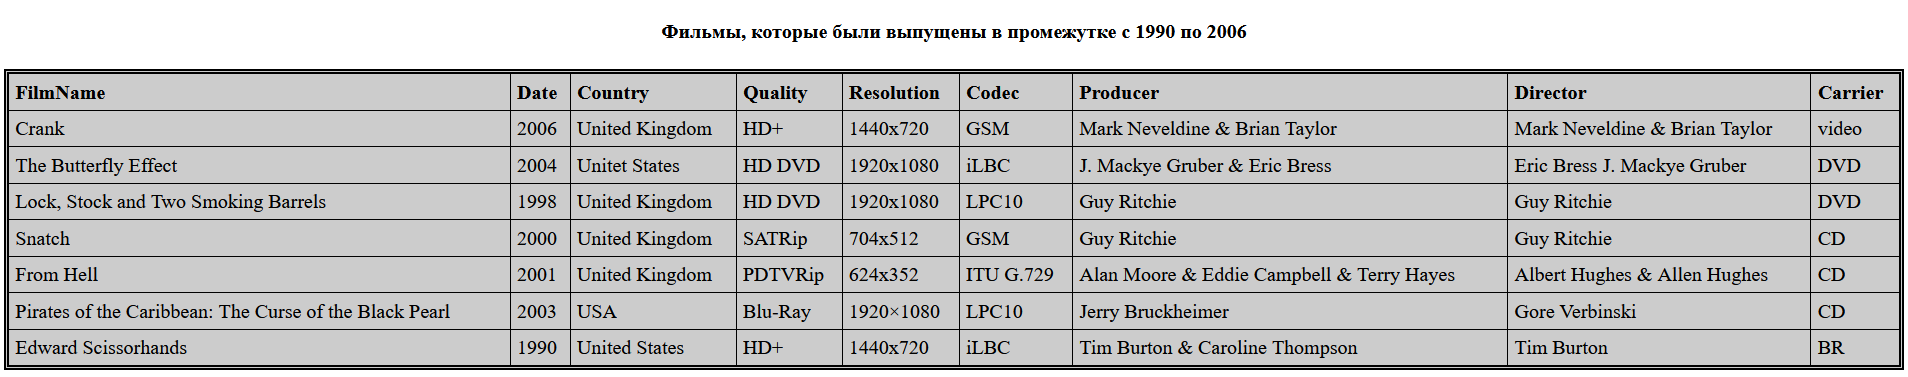 Фильмы, которые были выпущены в промежутке с 1990 по 2006
FilmName Date Country Quality Resolution Codec Producer Director Carrier
Crank 2006 United Kingdom HD+ 1440x720 GSM Mark Neveldine & Brian Taylor Mark Neveldine & Brian Taylor video
The Butterfly Effect 2004 Unitet States HD DVD 1920x1080 iLBC J. Mackye Gruber & Eric Bress Eric Bress J. Mackye Gruber DVD
Lock, Stock and Two Smoking Barrels 1998 United Kingdom HD DVD 1920x1080 LPC10 Guy Ritchie Guy Ritchie DVD
Snatch 2000 United Kingdom SATRip 704x512 GSM Guy Ritchie Guy Ritchie CD
From Hell 2001 United Kingdom PDTVRip 624x352 ITU G.729 Alan Moore & Eddie Campbell & Terry Hayes Albert Hughes & Allen Hughes CD
Pirates of the Caribbean: The Curse of the Black Pearl 2003 USA Blu-Ray 1920×1080 LPC10 Jerry Bruckheimer Gore Verbinski CD
Edward Scissorhands 1990 United States HD+ 1440x720 iLBC Tim Burton & Caroline Thompson Tim Burton BR